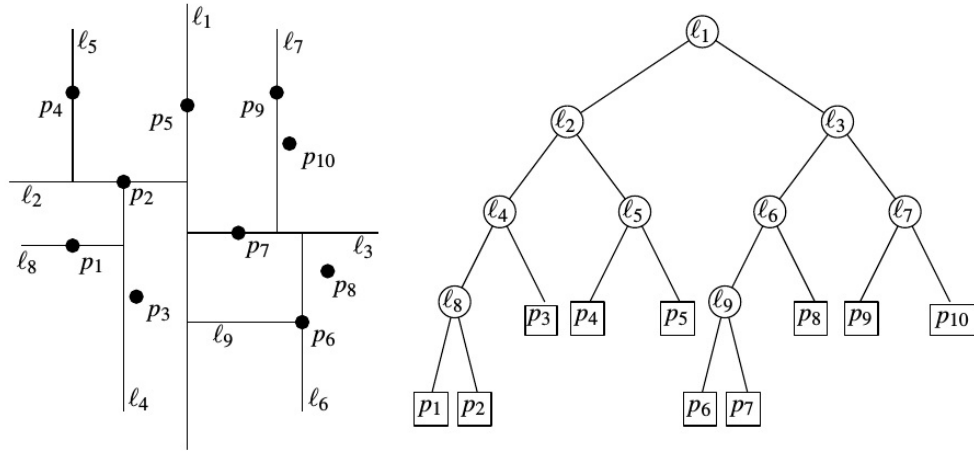 ℓ₅ ℓ₁ ℓ₇
p₄ p₅ p₉
p₁₀
ℓ₂ p₂
ℓ₈ p₁ p₇ ℓ₃
p₃ p₈
ℓ₉ p₆
ℓ₄ ℓ₆
ℓ₁
ℓ₂ ℓ₃
ℓ₄ ℓ₅ ℓ₆ ℓ₇
ℓ₈ p₃ p₄ p₅ ℓ₉ p₈ p₉ p₁₀
p₁ p₂ p₆ p₇